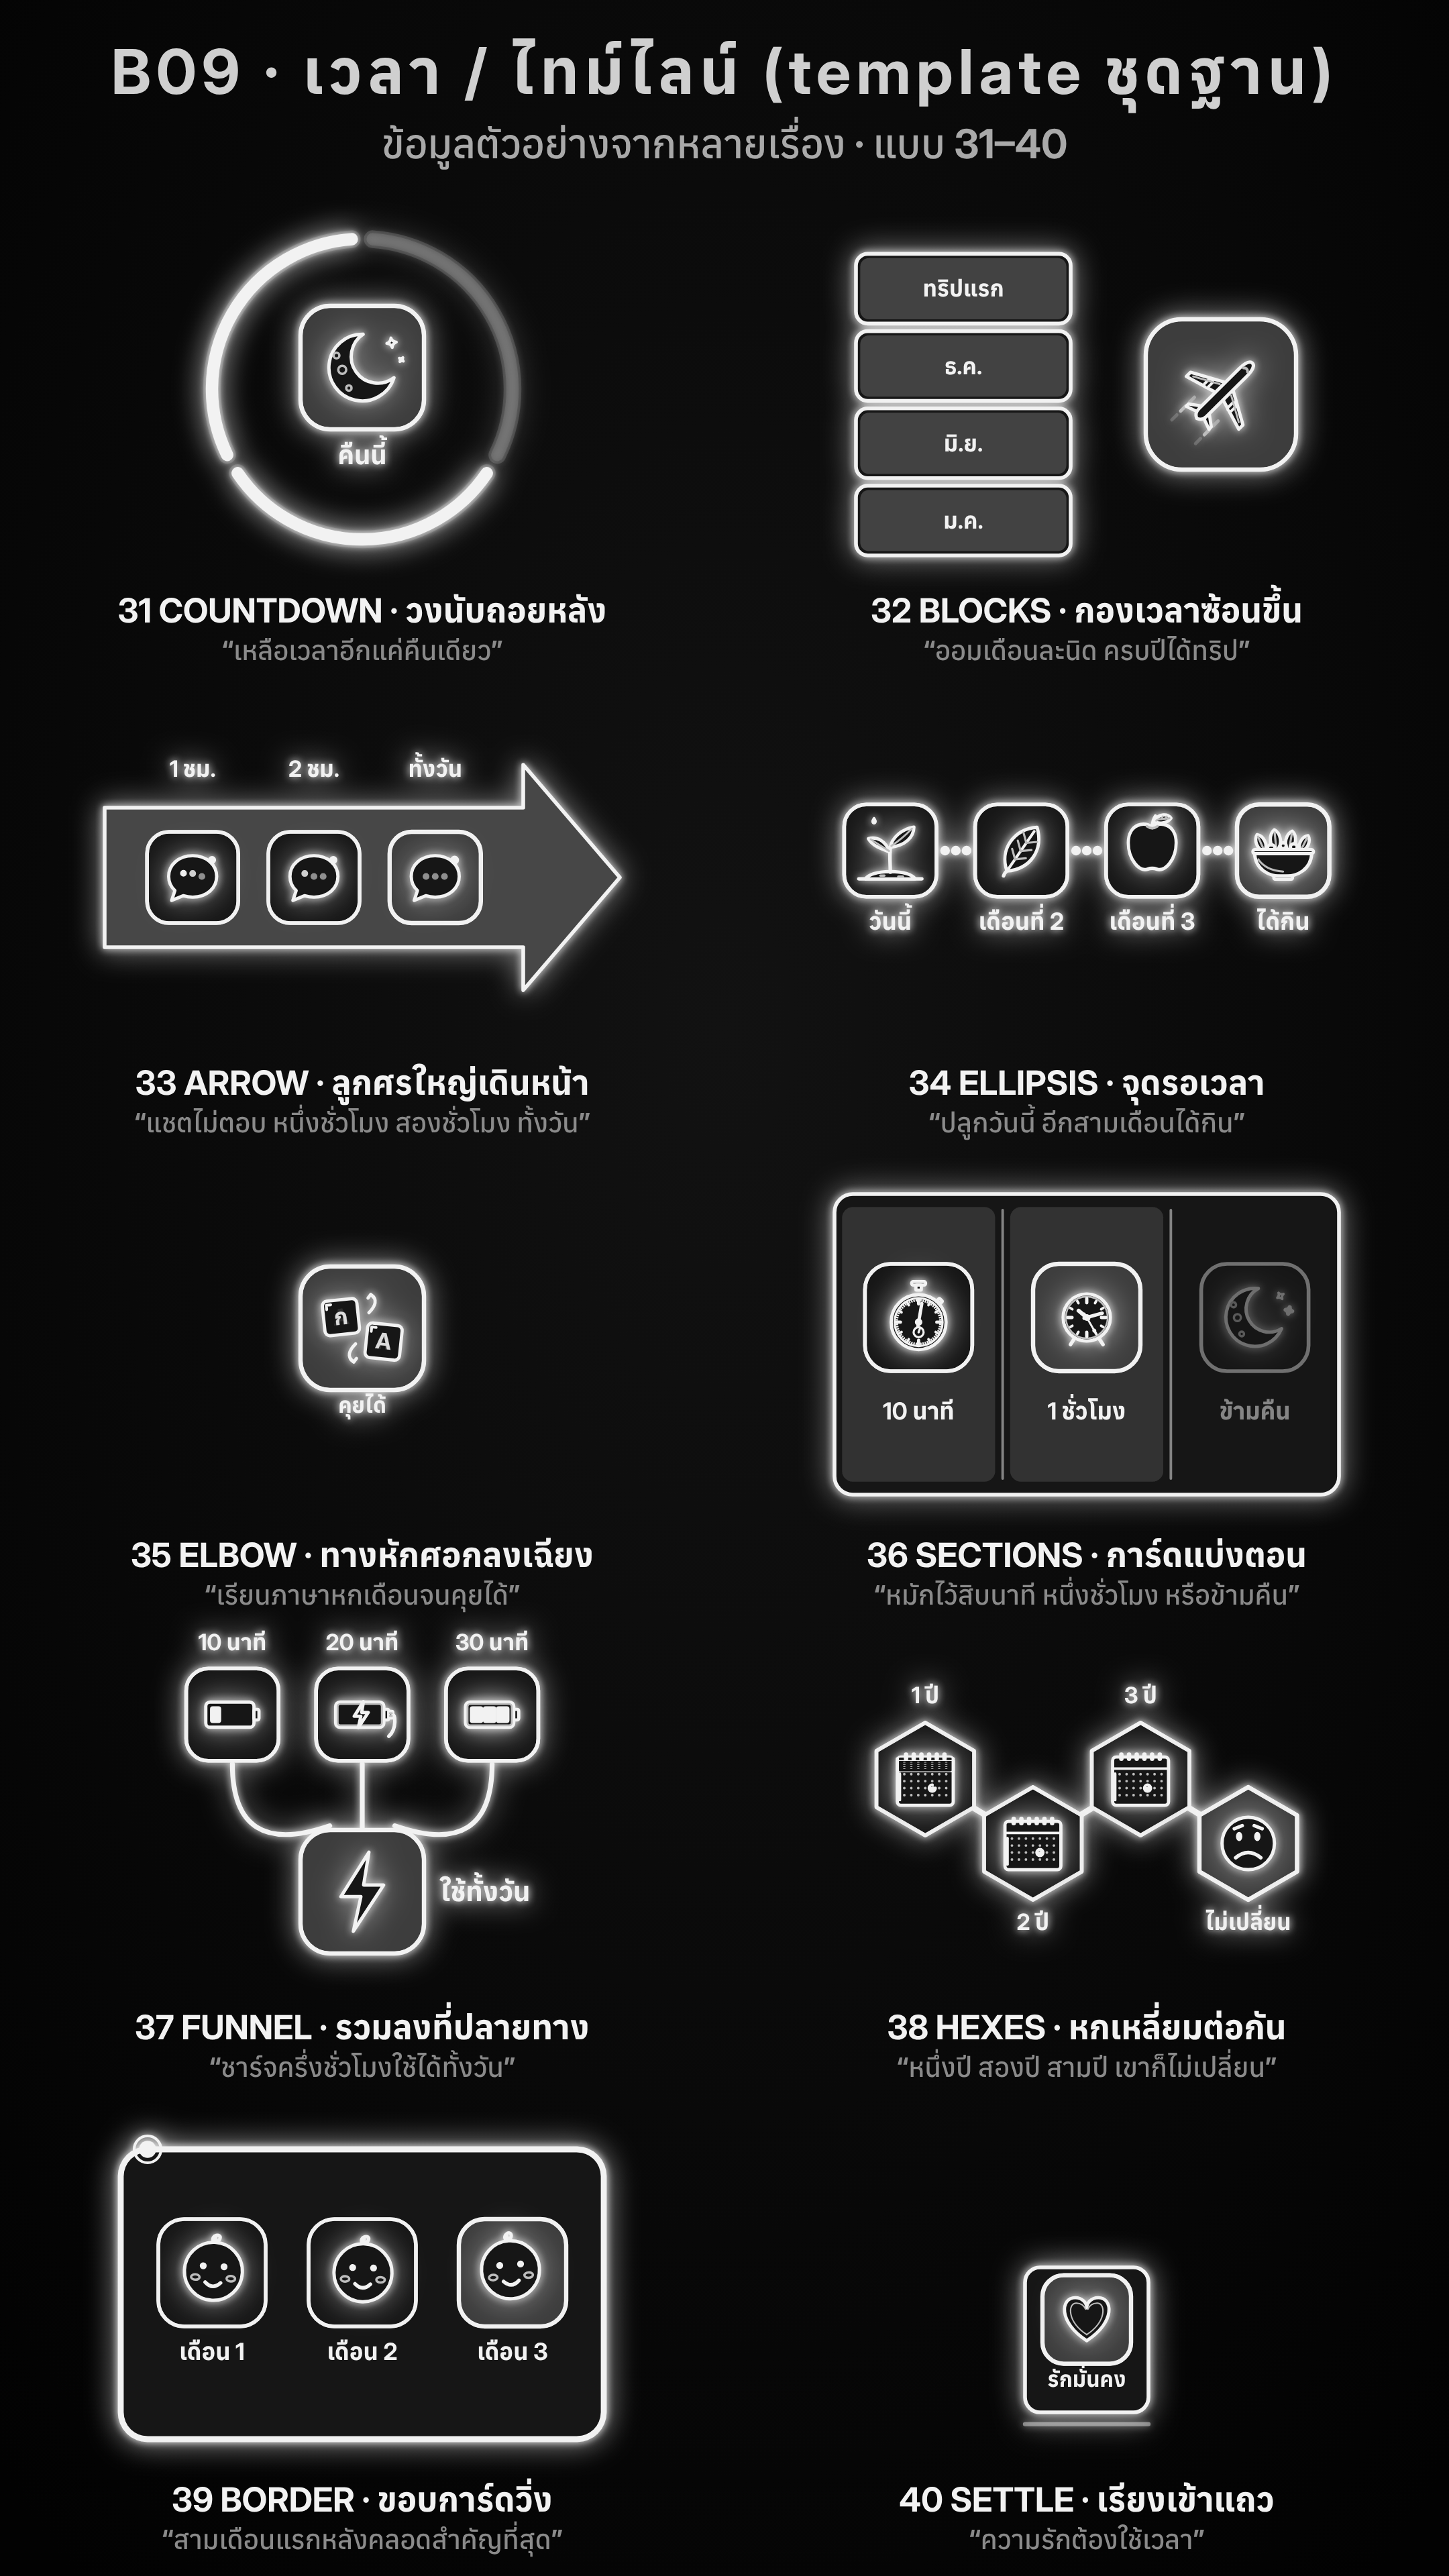 B09 · เวลา / ไทม์ไลน์ (template ชุดฐาน)
ข้อมูลตัวอย่างจากหลายเรื่อง · แบบ 31–40
คืนนี้
31 COUNTDOWN · วงนับถอยหลัง
“เหลือเวลาอีกแค่คืนเดียว”
ทริปแรก
ธ.ค.
มิ.ย.
ม.ค.
32 BLOCKS · กองเวลาซ้อนขึ้น
“ออมเดือนละนิด ครบปีได้ทริป”
1 ชม. 2 ชม. ทั้งวัน
33 ARROW · ลูกศรใหญ่เดินหน้า
“แชตไม่ตอบ หนึ่งชั่วโมง สองชั่วโมง ทั้งวัน”
วันนี้ เดือนที่ 2 เดือนที่ 3 ได้กิน
34 ELLIPSIS · จุดรอเวลา
“ปลูกวันนี้ อีกสามเดือนได้กิน”
ก
A
คุยได้
35 ELBOW · ทางหักศอกลงเฉียง
“เรียนภาษาหกเดือนจนคุยได้”
10 นาที 1 ชั่วโมง ข้ามคืน
36 SECTIONS · การ์ดแบ่งตอน
“หมักไว้สิบนาที หนึ่งชั่วโมง หรือข้ามคืน”
10 นาที 20 นาที 30 นาที
ใช้ทั้งวัน
37 FUNNEL · รวมลงที่ปลายทาง
“ชาร์จครึ่งชั่วโมงใช้ได้ทั้งวัน”
1 ปี 3 ปี
2 ปี ไม่เปลี่ยน
38 HEXES · หกเหลี่ยมต่อกัน
“หนึ่งปี สองปี สามปี เขาก็ไม่เปลี่ยน”
เดือน 1 เดือน 2 เดือน 3
39 BORDER · ขอบการ์ดวิ่ง
“สามเดือนแรกหลังคลอดสำคัญที่สุด”
รักมั่นคง
40 SETTLE · เรียงเข้าแถว
“ความรักต้องใช้เวลา”